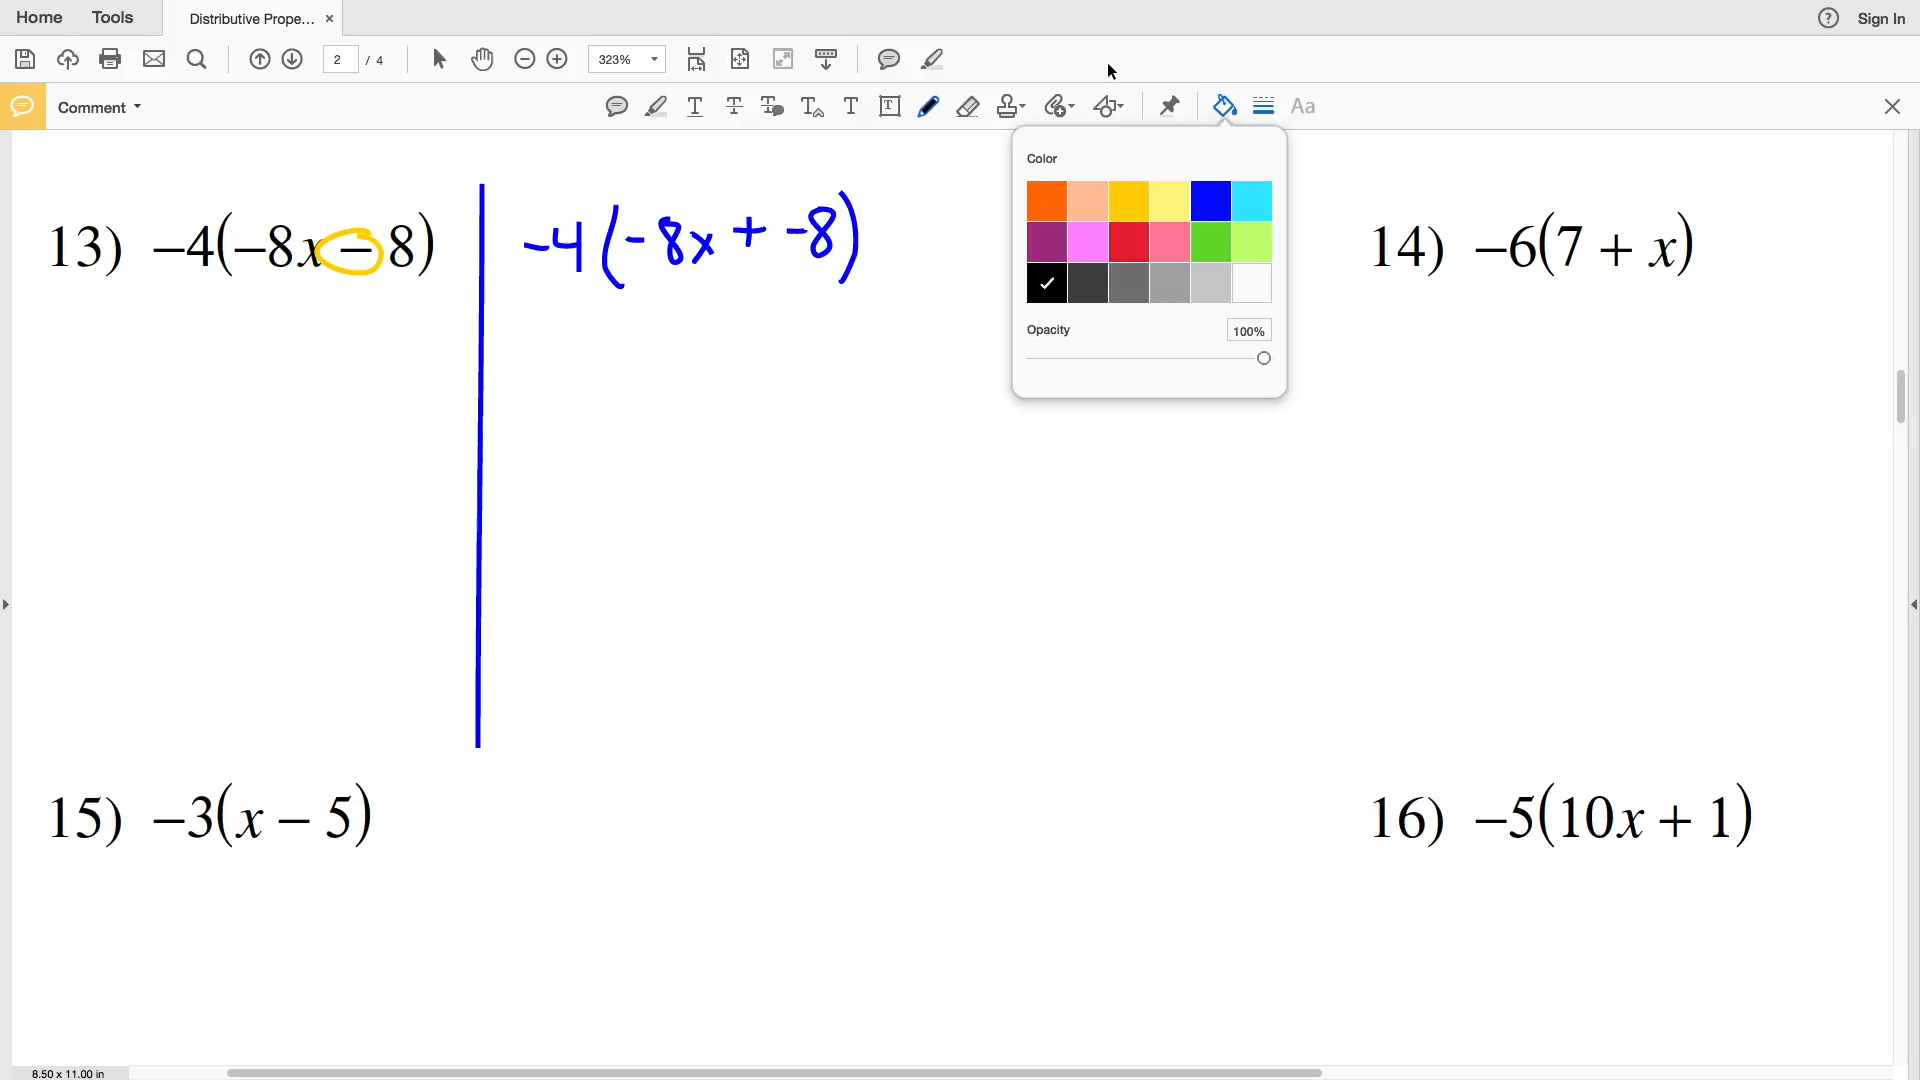 Home Tools Distributive Prope... × Sign In
2 / 4 323%
Comment Aa
Color
13) −4(−8x − 8) -4(-8x + -8) 14) −6(7 + x)
Opacity 100%
15) −3(x − 5) 16) −5(10x + 1)
8.50 x 11.00 in